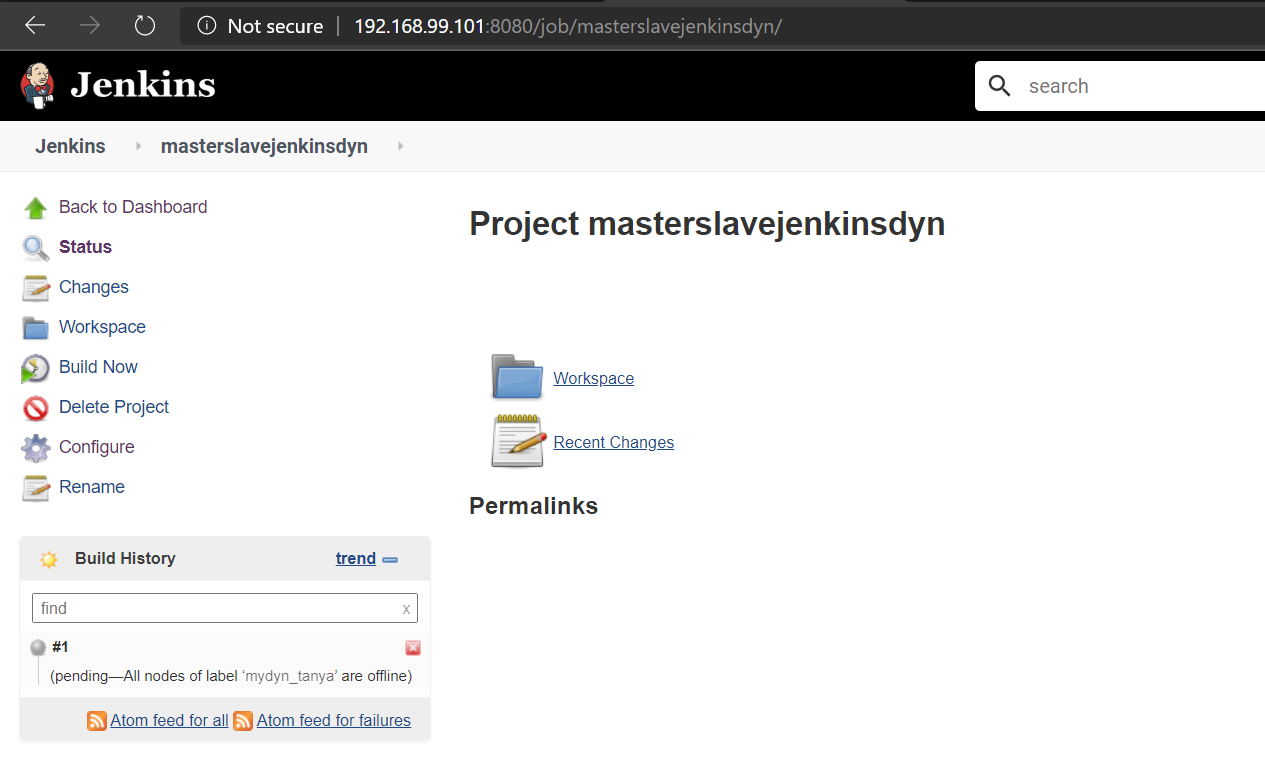 Not secure | 192.168.99.101:8080/job/masterslavejenkinsdyn/
Jenkins
search
Jenkins masterslavejenkinsdyn
Back to Dashboard
Status
Changes
Workspace
Build Now
Delete Project
Configure
Rename
Project masterslavejenkinsdyn
Workspace
Recent Changes
Permalinks
Build History trend
find x
#1
(pending—All nodes of label ‘mydyn_tanya’ are offline)
Atom feed for all Atom feed for failures